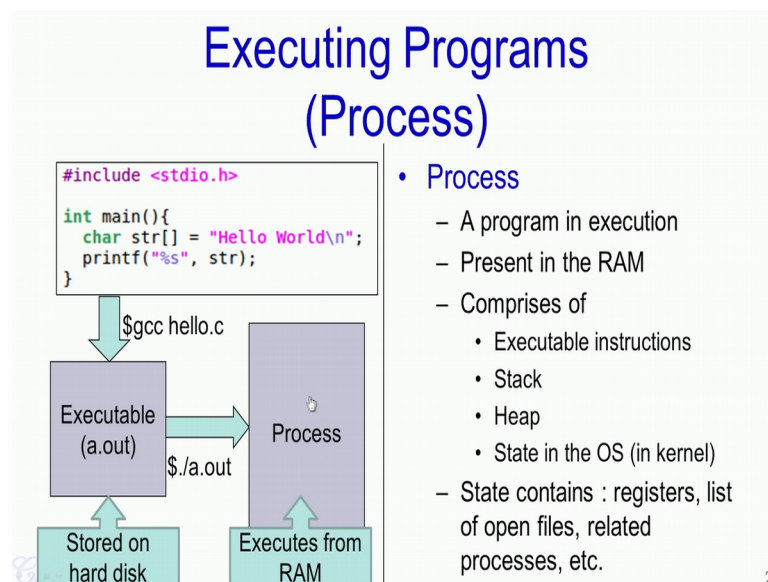 Executing Programs
(Process)
#include <stdio.h>
int main(){
char str[] = "Hello World\n";
printf("%s", str);
}
$gcc hello.c
Executable
(a.out)
$./a.out
Process
Stored on
hard disk
Executes from
RAM
• Process
– A program in execution
– Present in the RAM
– Comprises of
• Executable instructions
• Stack
• Heap
• State in the OS (in kernel)
– State contains : registers, list
of open files, related
processes, etc.